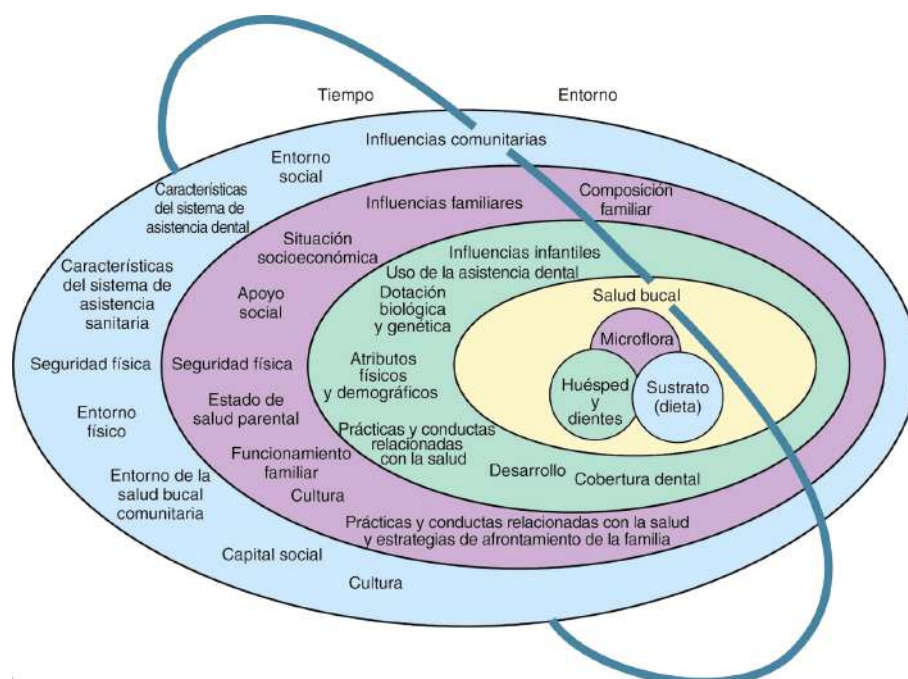 Tiempo
Entorno
Influencias comunitarias
Entorno
social
Características
del sistema de
asistencia dental
Características
del sistema de
asistencia
sanitaria
Seguridad física
Entorno
físico
Entorno de la
salud bucal
comunitaria
Capital social
Cultura
Influencias familiares
Composición
familiar
Situación
socioeconómica
Apoyo
social
Seguridad física
Estado de
salud parental
Funcionamiento
familiar
Cultura
Prácticas y conductas relacionadas con la salud
y estrategias de afrontamiento de la familia
Influencias infantiles
Uso de la asistencia dental
Dotación
biológica
y genética
Atributos
físicos
y demográficos
Prácticas y conductas
relacionadas
con la salud
Desarrollo
Cobertura dental
Salud bucal
Microflora
Huésped
y
dientes
Sustrato
(dieta)